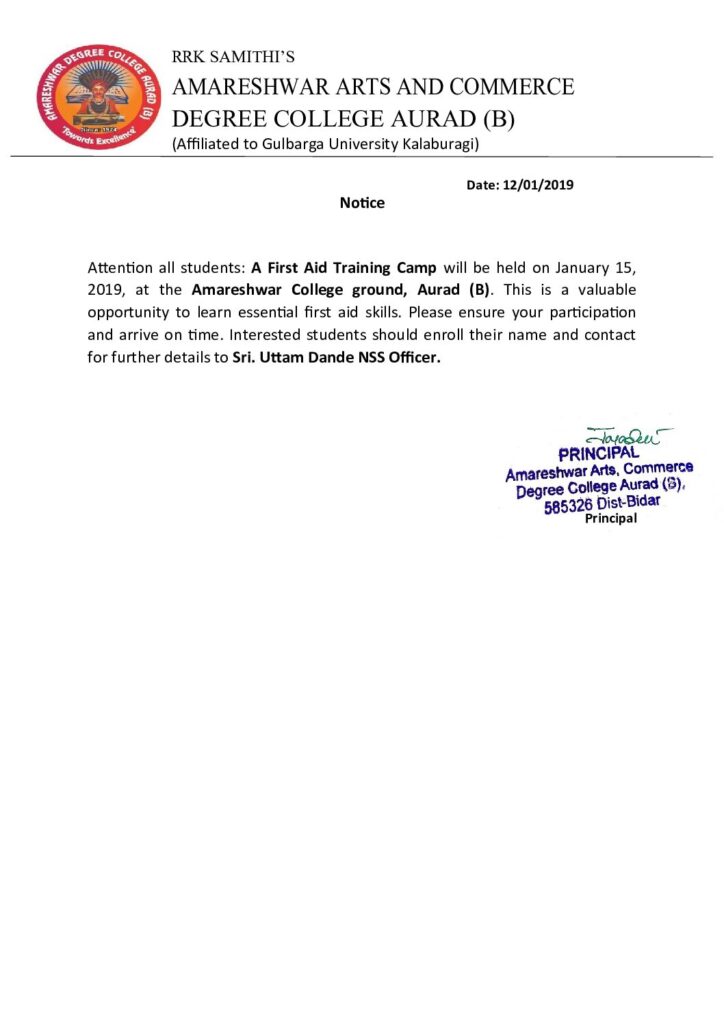 AMARESHWAR DEGREE COLLEGE AURAD (B)
"Towards Excellence"
RRK SAMITHI'S
AMARESHWAR ARTS AND COMMERCE
DEGREE COLLEGE AURAD (B)
(Affiliated to Gulbarga University Kalaburagi)
Date: 12/01/2019
Notice
Attention all students: A First Aid Training Camp will be held on January 15,
2019, at the Amareshwar College ground, Aurad (B). This is a valuable
opportunity to learn essential first aid skills. Please ensure your participation
and arrive on time. Interested students should enroll their name and contact
for further details to Sri. Uttam Dande NSS Officer.
PRINCIPAL
Amareshwar Arts, Commerce
Degree College Aurad (B),
585326 Dist-Bidar
Principal